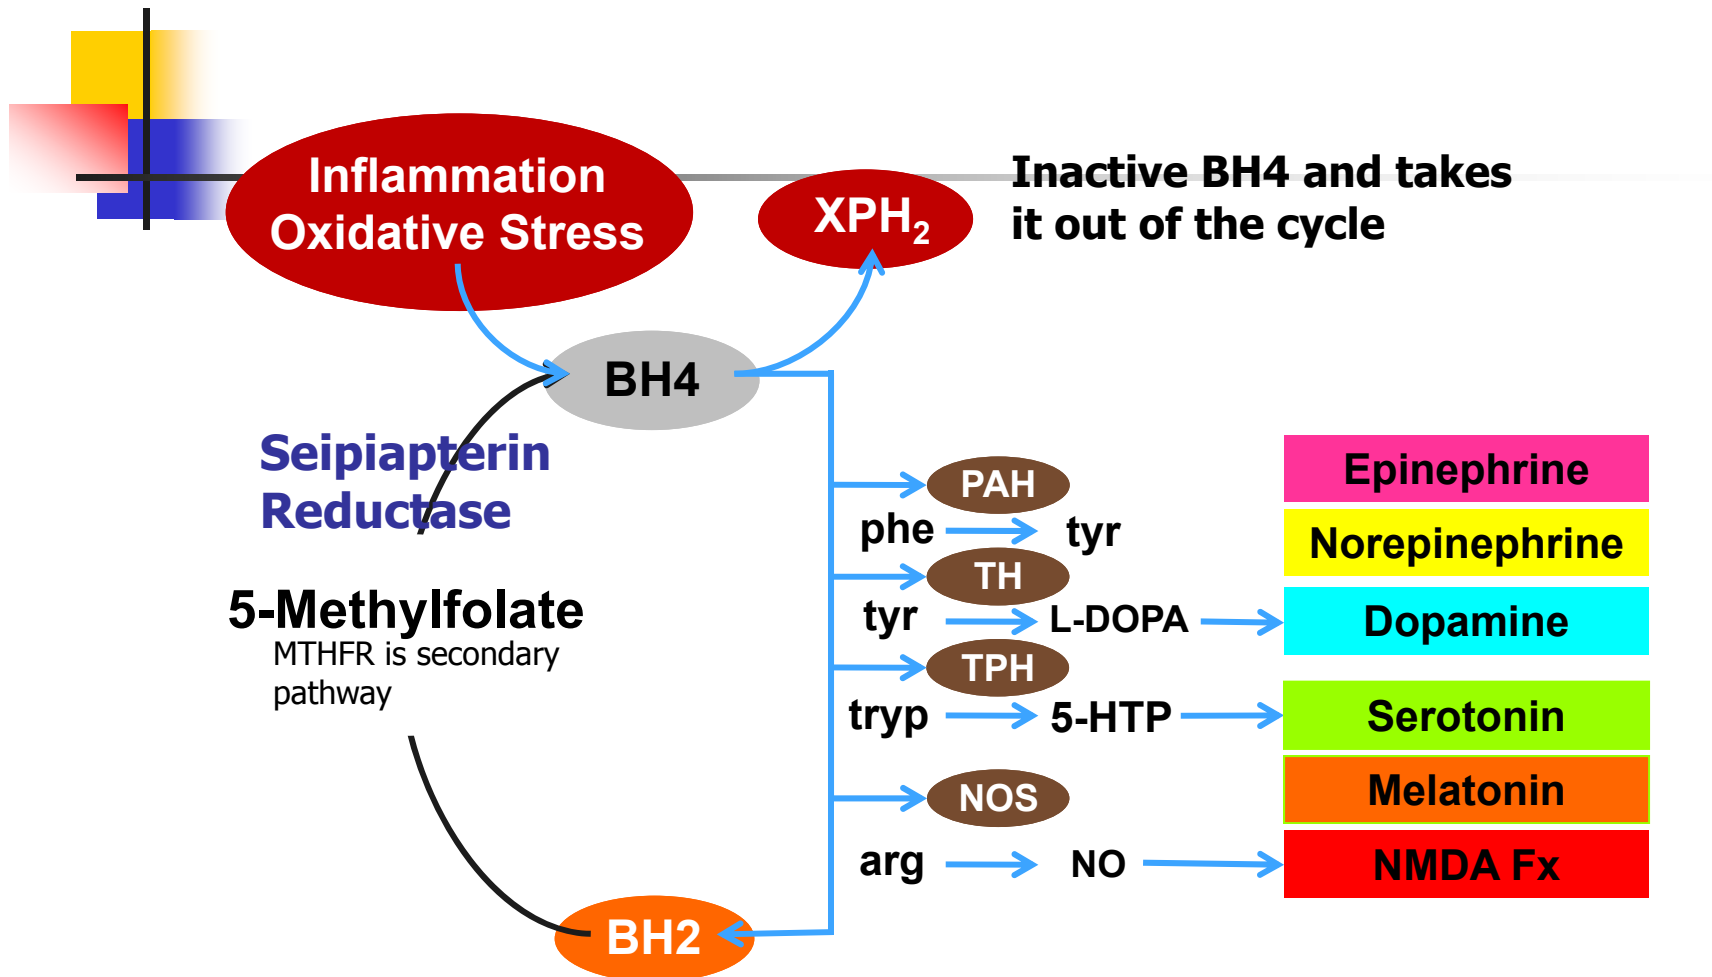 Inflammation
Oxidative Stress
XPH₂
Inactive BH4 and takes
it out of the cycle
BH4
Seipiapterin
Reductase
5-Methylfolate
MTHFR is secondary
pathway
PAH
phe
tyr
TH
tyr
L-DOPA
TPH
tryp
5-HTP
NOS
arg
NO
Epinephrine
Norepinephrine
Dopamine
Serotonin
Melatonin
NMDA Fx
BH2